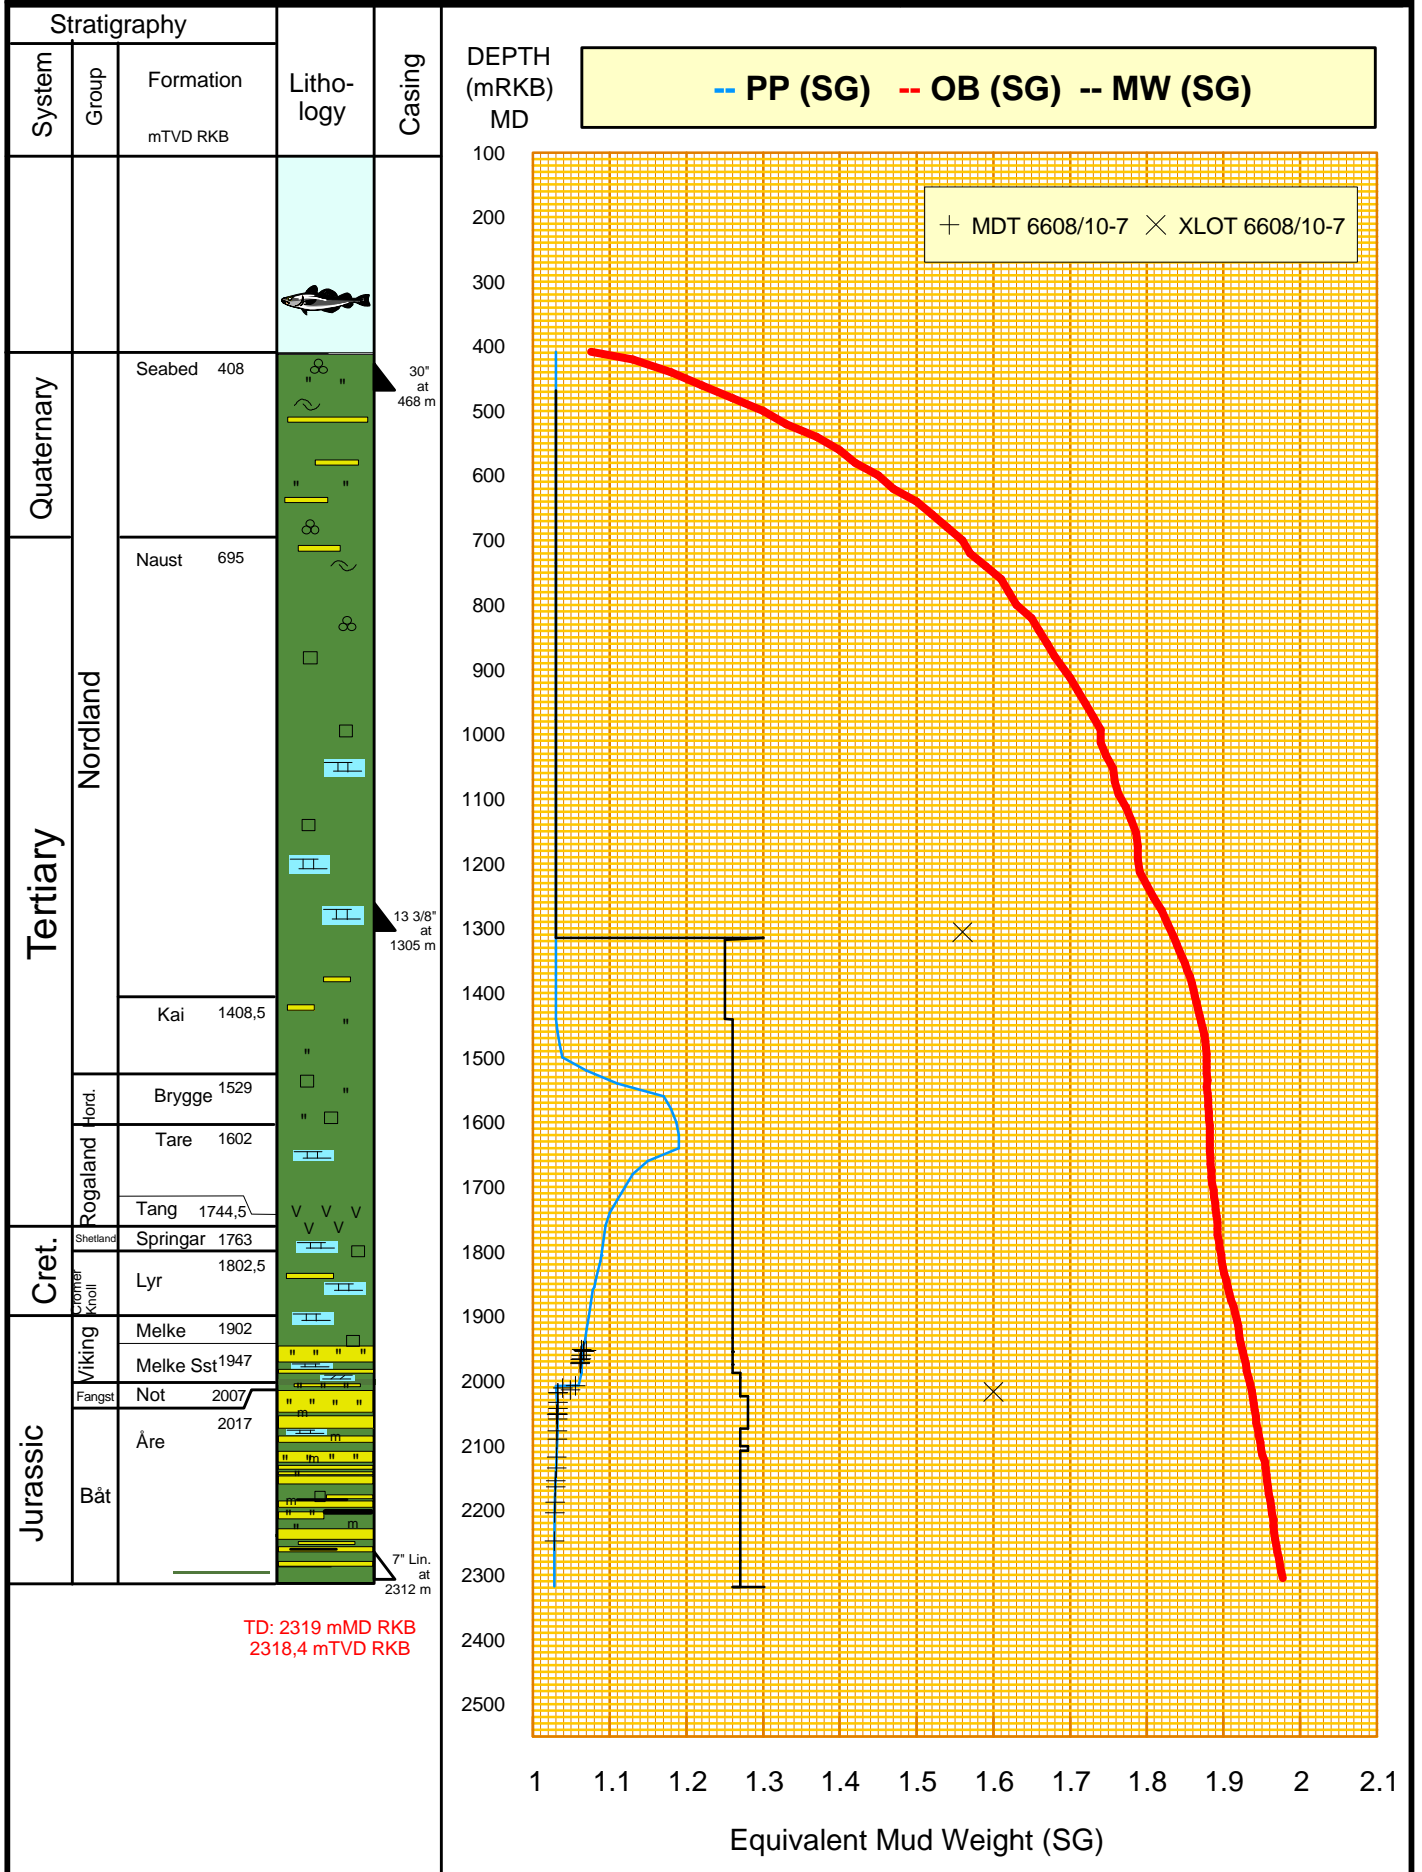 Stratigraphy
System
Group
Formation
mTVD RKB
Litho-
logy
Casing
DEPTH
(mRKB)
MD
-- PP (SG) -- OB (SG) -- MW (SG)
MDT 6608/10-7 XLOT 6608/10-7
100
200
300
400
500
600
700
800
900
1000
1100
1200
1300
1400
1500
1600
1700
1800
1900
2000
2100
2200
2300
2400
2500
Quaternary
Tertiary
Cret.
Jurassic
Nordland
Hord.
Rogaland
Shetland
Cromer
Knoll
Viking
Fangst
Båt
Seabed 408
Naust 695
Kai 1408,5
Brygge 1529
Tare 1602
Tang 1744,5
Springar 1763
Lyr 1802,5
Melke 1902
Melke Sst 1947
Not 2007
Åre 2017
30"
at
468 m
13 3/8"
at
1305 m
7" Lin.
at
2312 m
TD: 2319 mMD RKB
2318,4 mTVD RKB
1 1.1 1.2 1.3 1.4 1.5 1.6 1.7 1.8 1.9 2 2.1
Equivalent Mud Weight (SG)